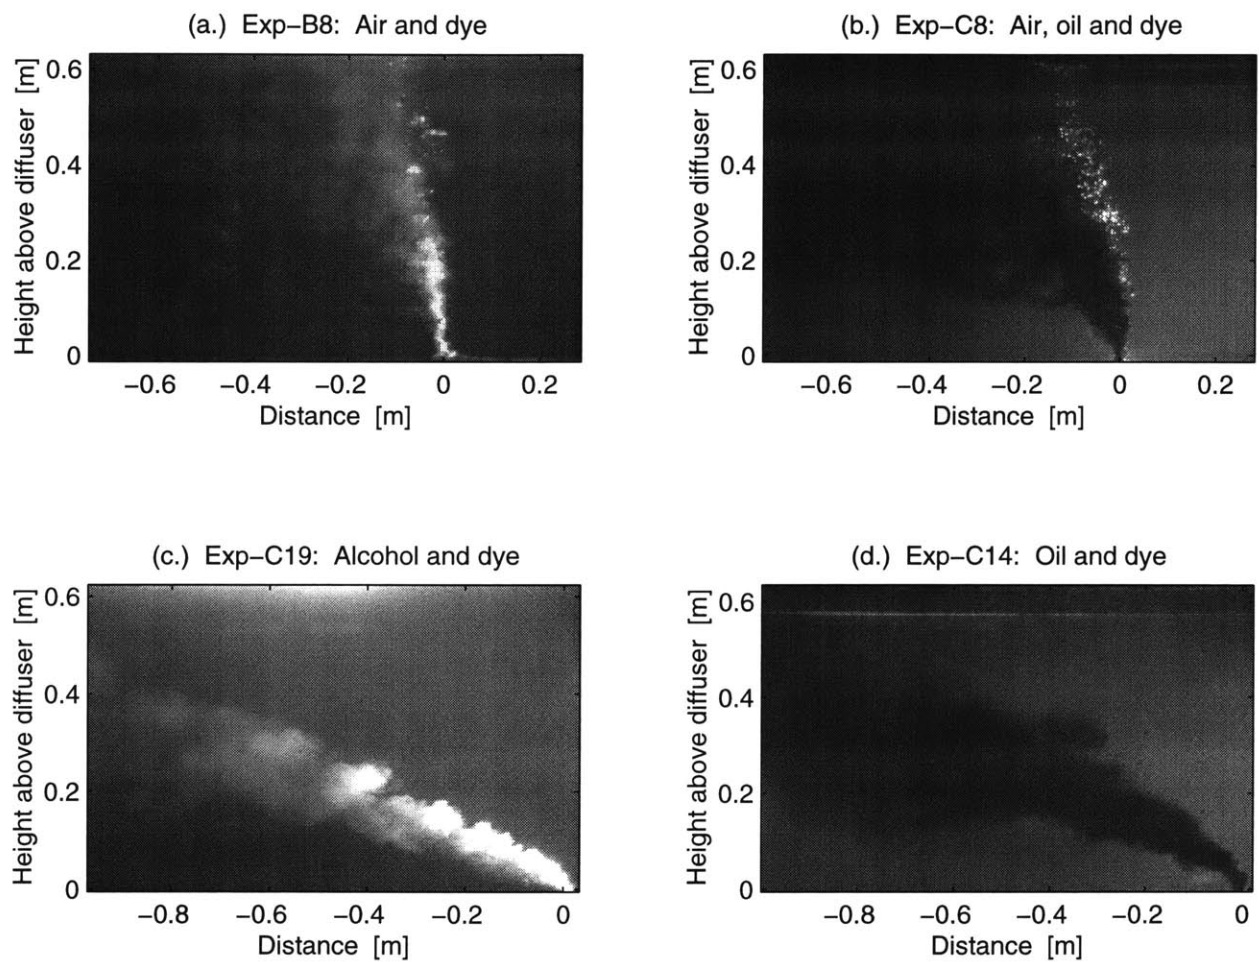 (a.) Exp−B8: Air and dye
Height above diffuser [m]
0.6
0.4
0.2
0
−0.6 −0.4 −0.2 0 0.2
Distance [m]
(b.) Exp−C8: Air, oil and dye
Height above diffuser [m]
0.6
0.4
0.2
0
−0.6 −0.4 −0.2 0 0.2
Distance [m]
(c.) Exp−C19: Alcohol and dye
Height above diffuser [m]
0.6
0.4
0.2
0
−0.8 −0.6 −0.4 −0.2 0
Distance [m]
(d.) Exp−C14: Oil and dye
Height above diffuser [m]
0.6
0.4
0.2
0
−0.8 −0.6 −0.4 −0.2 0
Distance [m]